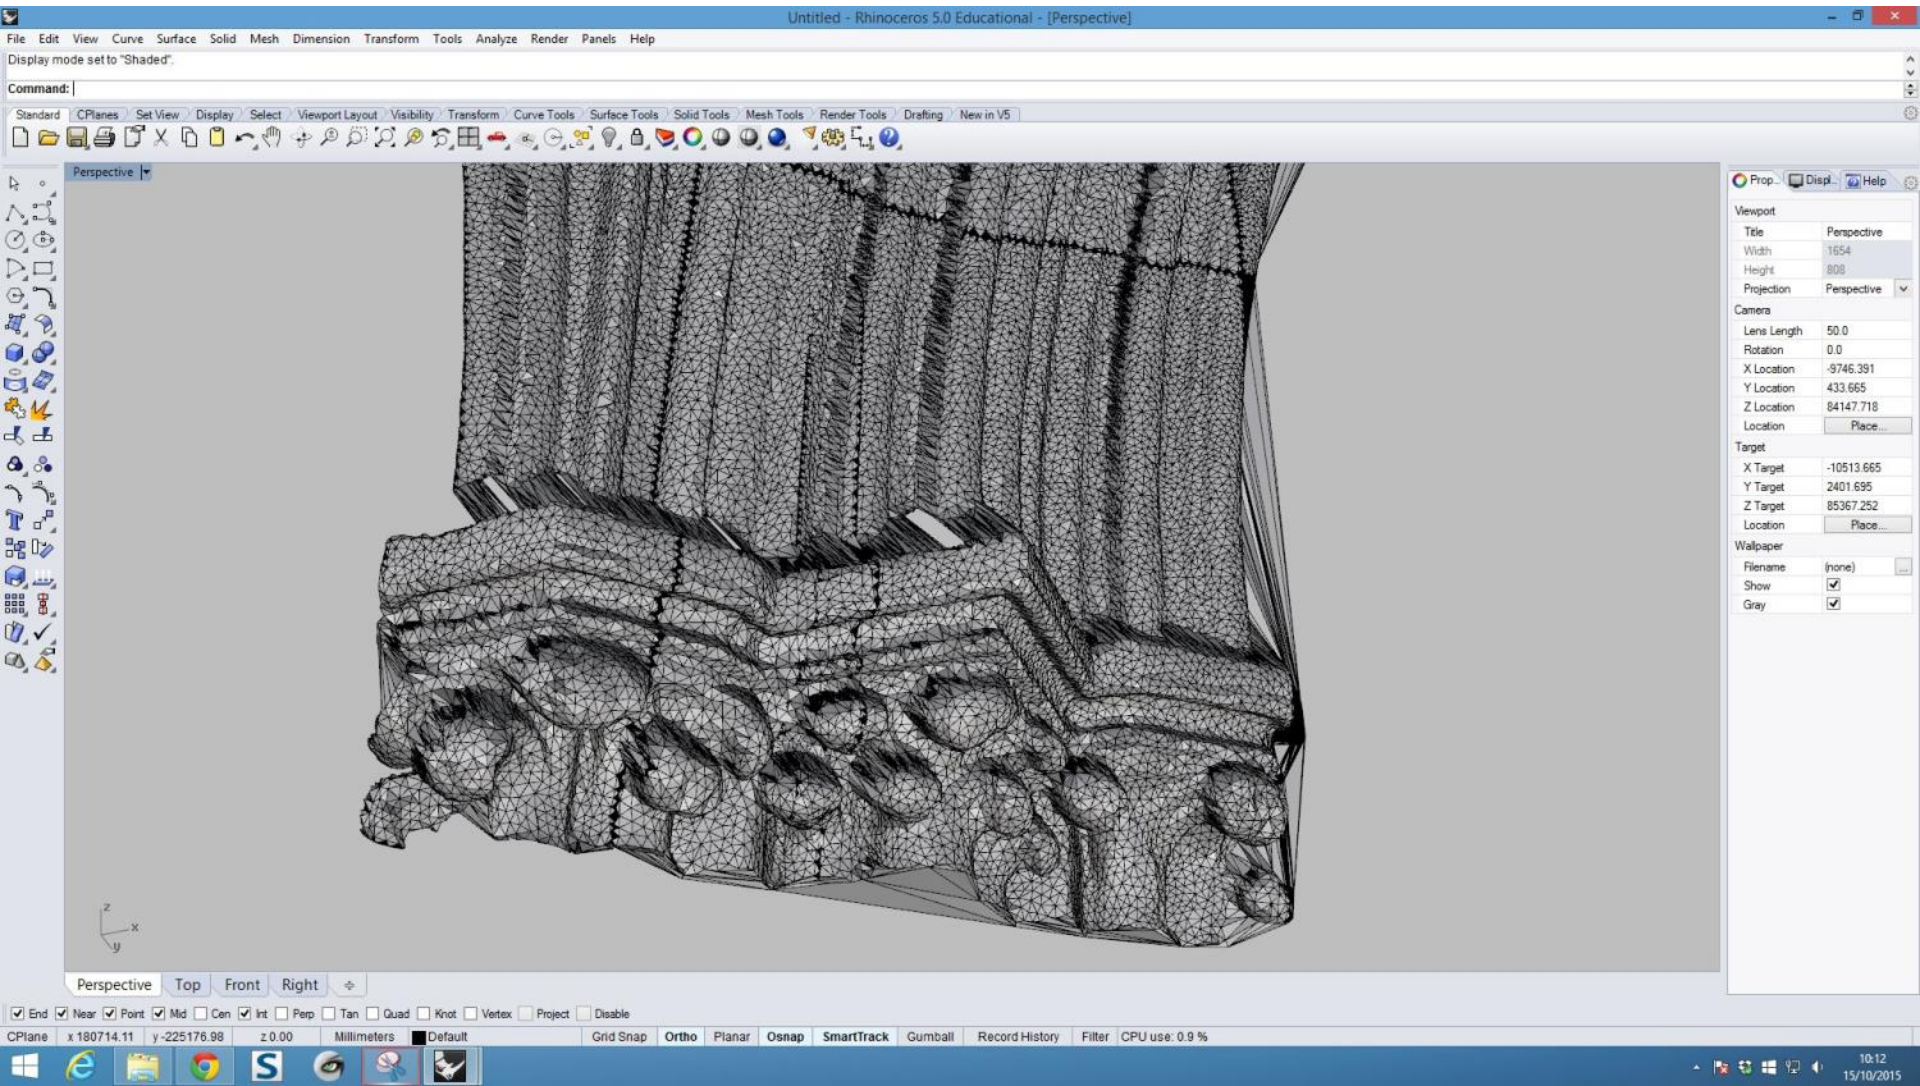 Untitled - Rhinoceros 5.0 Educational - [Perspective]
File Edit View Curve Surface Solid Mesh Dimension Transform Tools Analyze Render Panels Help
Display mode set to "Shaded".
Command:
Standard CPlanes Set View Display Select Viewport Layout Visibility Transform Curve Tools Surface Tools Solid Tools Mesh Tools Render Tools Drafting New in V5
Perspective
Prop... Displ... Help
Viewport
Title Perspective
Width 1654
Height 808
Projection Perspective
Camera
Lens Length 50.0
Rotation 0.0
X Location -9746.391
Y Location 433.665
Z Location 84147.718
Location Place...
Target
X Target -10513.665
Y Target 2401.695
Z Target 85367.252
Location Place...
Wallpaper
Filename (none) ...
Show
Gray
z
x
y
Perspective Top Front Right
End Near Point Mid Cen Int Perp Tan Quad Knot Vertex Project Disable
CPlane x 180714.11 y -225176.98 z 0.00 Millimeters Default Grid Snap Ortho Planar Osnap SmartTrack Gumball Record History Filter CPU use: 0.9 %
S
10:12
15/10/2015